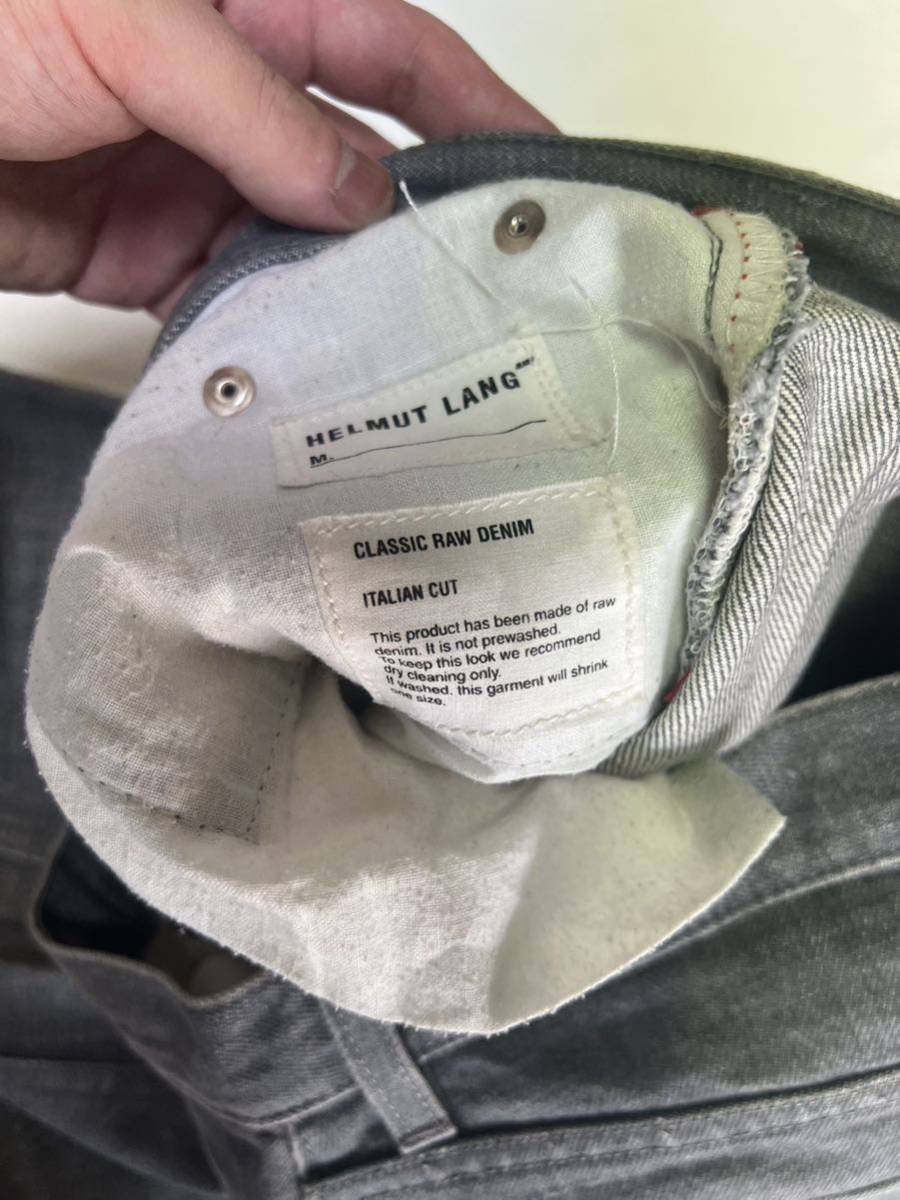 HELMUT LANG
M.
CLASSIC RAW DENIM
ITALIAN CUT
This product has been made of raw
denim. It is not prewashed.
To keep this look we recommend
dry cleaning only.
If washed, this garment will shrink
one size.